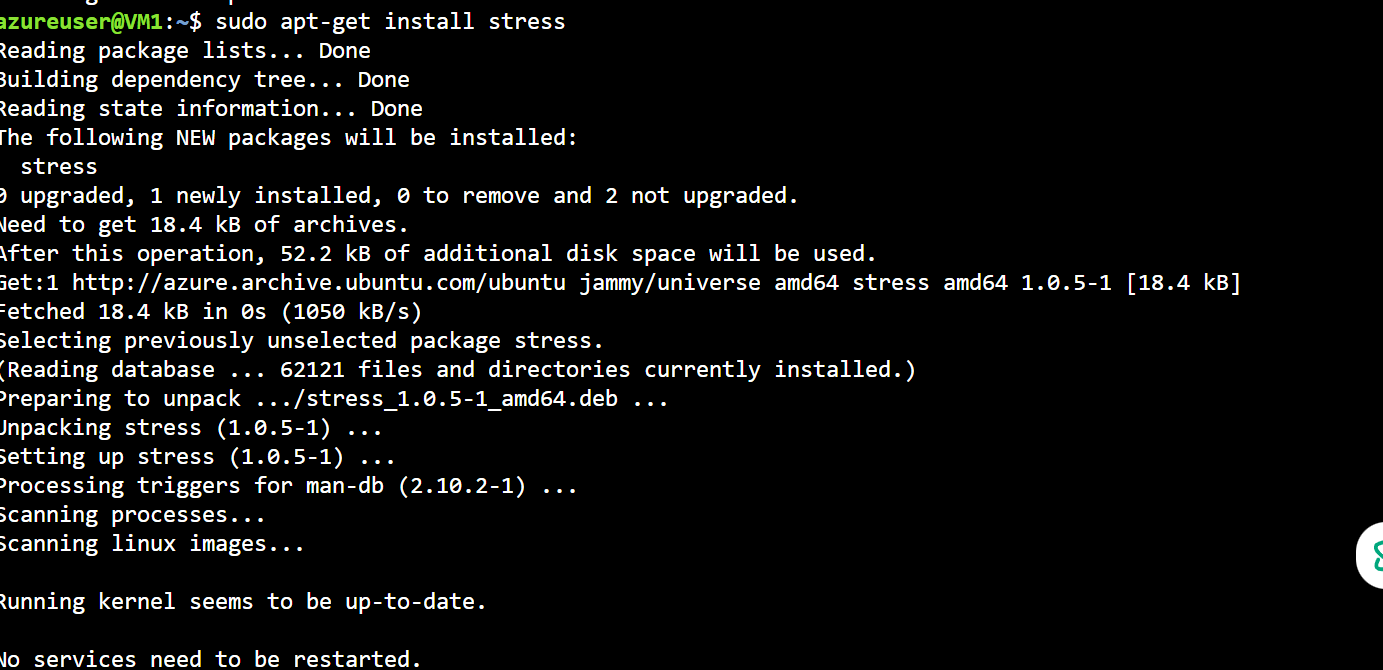 azureuser@VM1:~$ sudo apt-get install stress
Reading package lists... Done
Building dependency tree... Done
Reading state information... Done
The following NEW packages will be installed:
  stress
0 upgraded, 1 newly installed, 0 to remove and 2 not upgraded.
Need to get 18.4 kB of archives.
After this operation, 52.2 kB of additional disk space will be used.
Get:1 http://azure.archive.ubuntu.com/ubuntu jammy/universe amd64 stress amd64 1.0.5-1 [18.4 kB]
Fetched 18.4 kB in 0s (1050 kB/s)
Selecting previously unselected package stress.
(Reading database ... 62121 files and directories currently installed.)
Preparing to unpack .../stress_1.0.5-1_amd64.deb ...
Unpacking stress (1.0.5-1) ...
Setting up stress (1.0.5-1) ...
Processing triggers for man-db (2.10.2-1) ...
Scanning processes...
Scanning linux images...
Running kernel seems to be up-to-date.
No services need to be restarted.